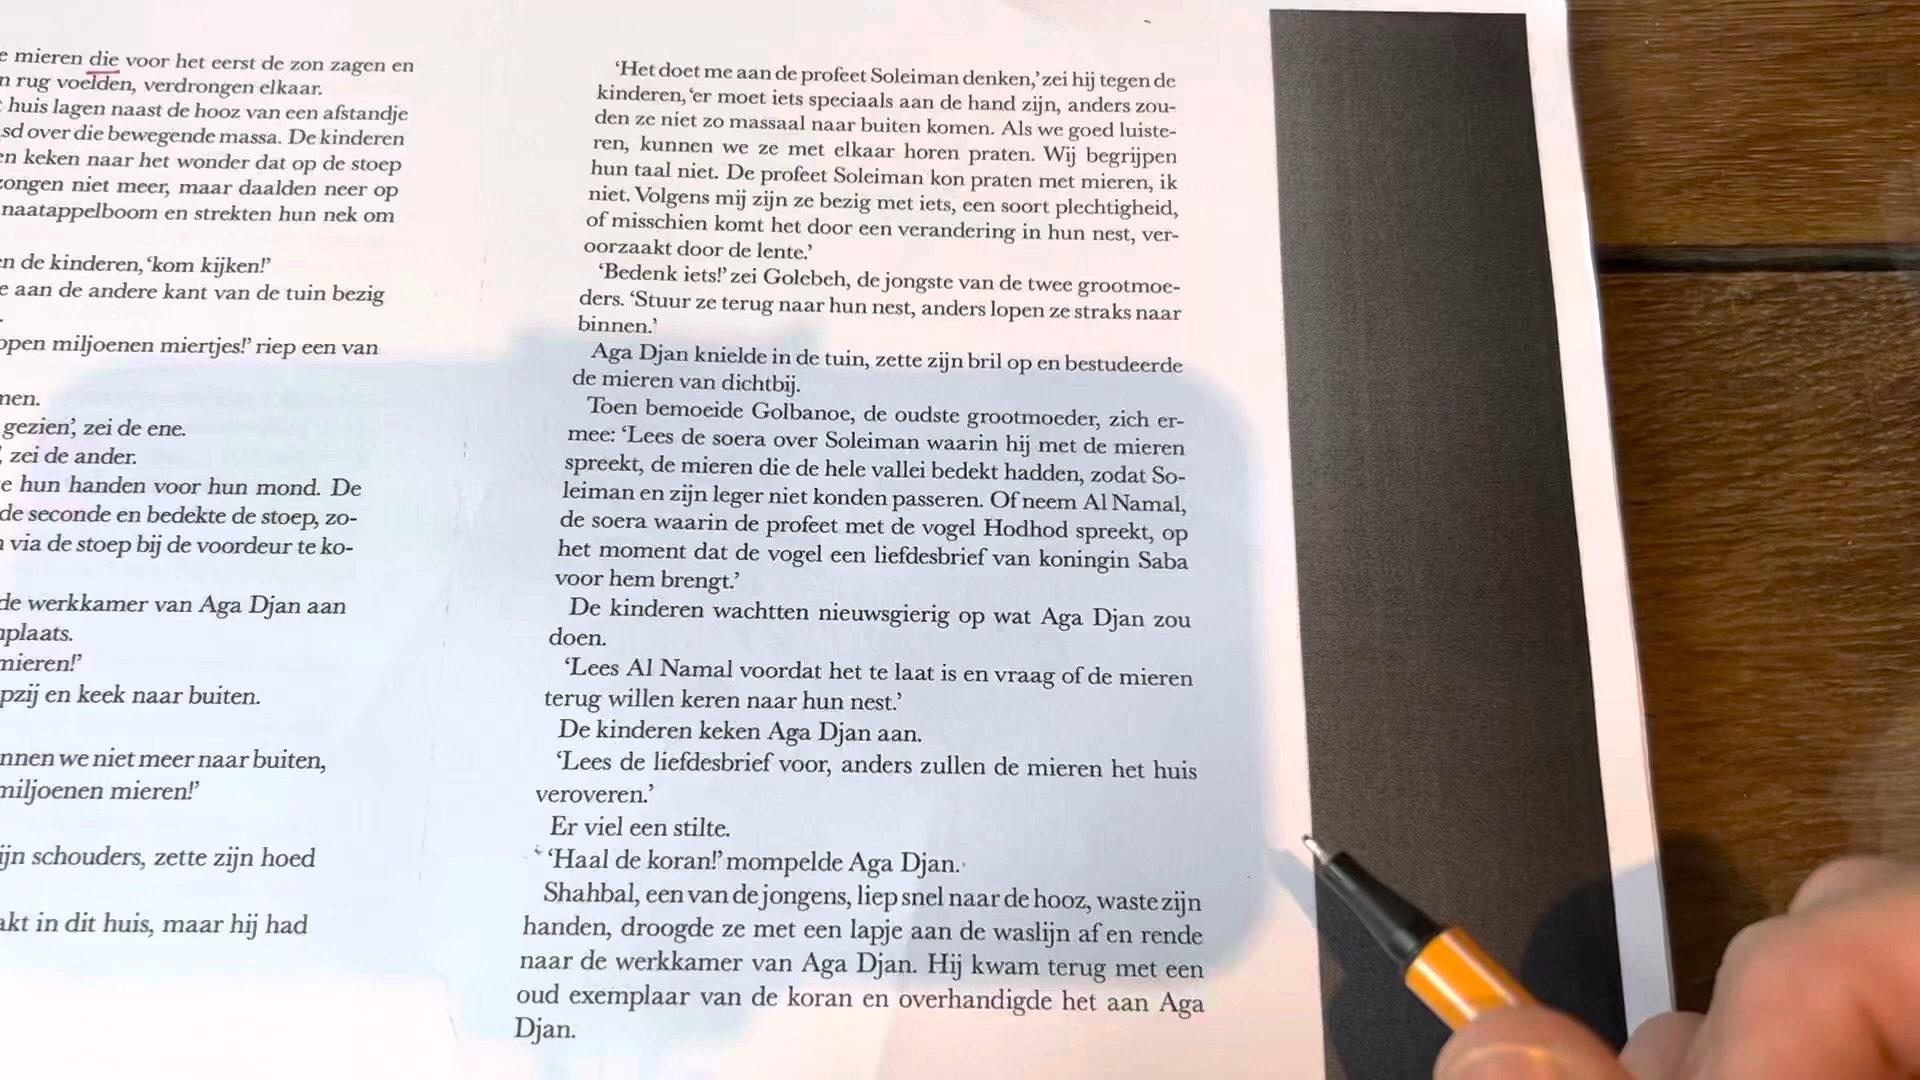 mieren die voor het eerst de zon zagen en
rug voelden, verdrongen elkaar.
huis lagen naast de hooz van een afstandje
over die bewegende massa. De kinderen
keken naar het wonder dat op de stoep
niet meer, maar daalden neer op
en strekten hun nek om
de kinderen, ‘kom kijken!’
aan de andere kant van de tuin bezig
miljoenen miertjes!’ riep een van
gezien’, zei de ene.
zei de ander.
hun handen voor hun mond. De
de seconde en bedekte de stoep, zo-
via de stoep bij de voordeur te ko-
de werkkamer van Aga Djan aan
mieren!’
en keek naar buiten.
we niet meer naar buiten,
miljoenen mieren!’
schouders, zette zijn hoed
in dit huis, maar hij had
‘Het doet me aan de profeet Soleiman denken,’ zei hij tegen de
kinderen, ‘er moet iets speciaals aan de hand zijn, anders zou-
den ze niet zo massaal naar buiten komen. Als we goed luiste-
ren, kunnen we ze met elkaar horen praten. Wij begrijpen
hun taal niet. De profeet Soleiman kon praten met mieren, ik
niet. Volgens mij zijn ze bezig met iets, een soort plechtigheid,
of misschien komt het door een verandering in hun nest, ver-
oorzaakt door de lente.’
‘Bedenk iets!’ zei Golebeh, de jongste van de twee grootmoe-
ders. ‘Stuur ze terug naar hun nest, anders lopen ze straks naar
binnen.’
Aga Djan knielde in de tuin, zette zijn bril op en bestudeerde
de mieren van dichtbij.
Toen bemoeide Golbanoe, de oudste grootmoeder, zich er-
mee: ‘Lees de soera over Soleiman waarin hij met de mieren
spreekt, de mieren die de hele vallei bedekt hadden, zodat So-
leiman en zijn leger niet konden passeren. Of neem Al Namal,
de soera waarin de profeet met de vogel Hodhod spreekt, op
het moment dat de vogel een liefdesbrief van koningin Saba
voor hem brengt.’
De kinderen wachtten nieuwsgierig op wat Aga Djan zou
doen.
‘Lees Al Namal voordat het te laat is en vraag of de mieren
terug willen keren naar hun nest.’
De kinderen keken Aga Djan aan.
‘Lees de liefdesbrief voor, anders zullen de mieren het huis
veroveren.’
Er viel een stilte.
‘Haal de koran!’ mompelde Aga Djan.
Shahbal, een van de jongens, liep snel naar de hooz, waste zijn
handen, droogde ze met een lapje aan de waslijn af en rende
naar de werkkamer van Aga Djan. Hij kwam terug met een
oud exemplaar van de koran en overhandigde het aan Aga
Djan.